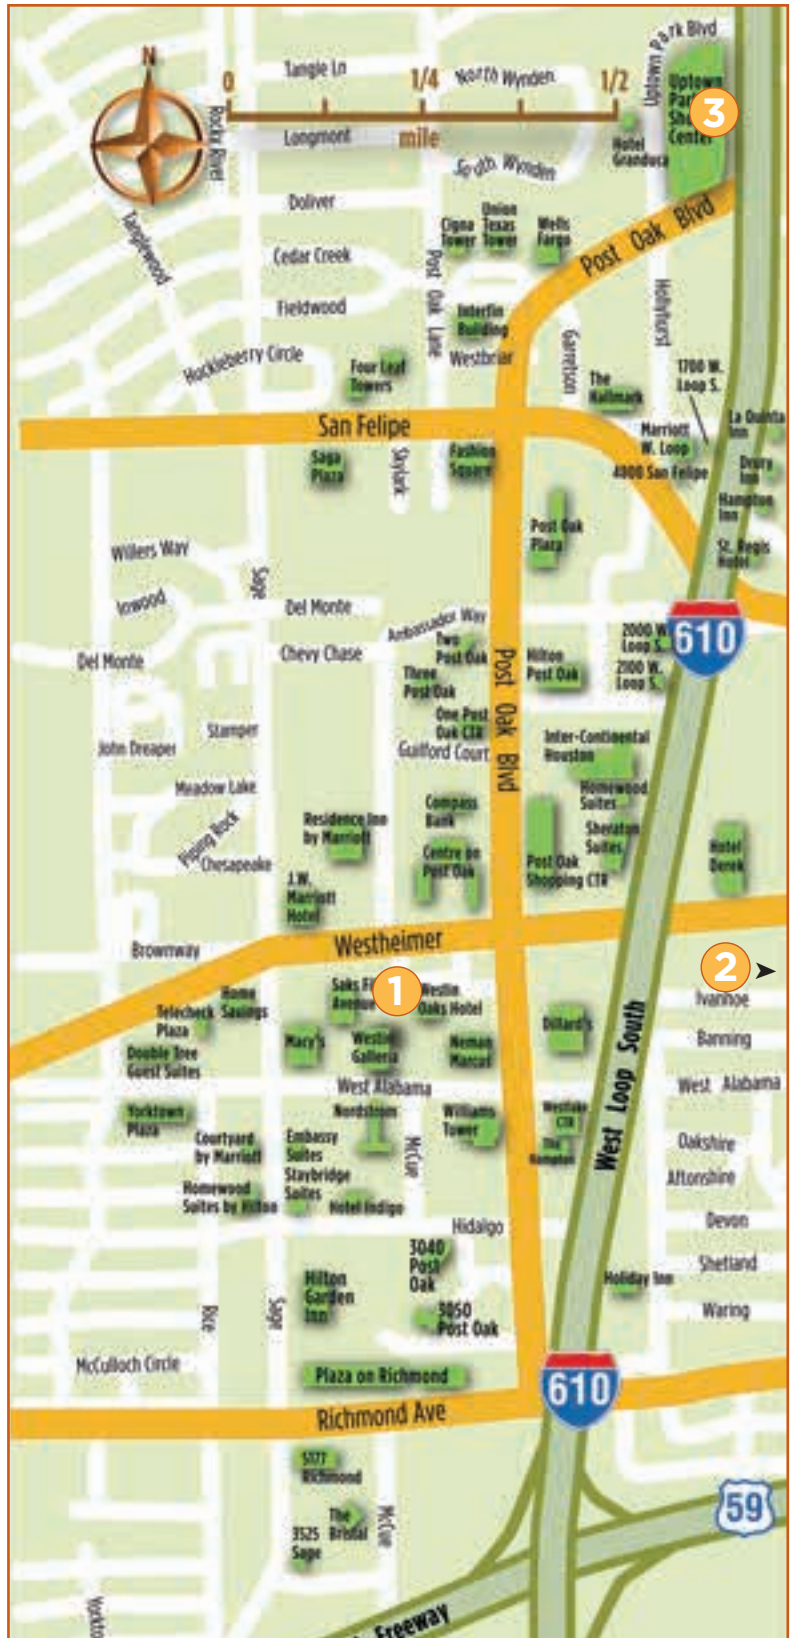 Uptown Park Blvd
N
0
1/4
1/2
mile
Tangle Ln
North Wynden
Rocky River
Longmont
South Wynden
Hotel
Granduca
Uptown
Center
3
Doliver
Tanglewood
Cigna
Tower
Union
Texas
Tower
Wells
Fargo
Post Oak Blvd
Cedar Creek
Post Oak Lane
Fieldwood
Interfin
Building
Hollyhurst
Garretson
Huckleberry Circle
Four Leaf
Towers
Westbriar
The
Hallmark
1700 W.
Loop S.
San Felipe
La Quinta
Inn
Marriott
W. Loop
4800 San Felipe
Saga
Plaza
Skylark
Fashion
Square
Drury
Inn
Hampton
Inn
Post Oak
Plaza
St. Regis
Hotel
Willers Way
Sage
Inwood
Del Monte
Ambassador Way
610
2000 W.
Loop S.
2100 W.
Loop S.
Del Monte
Chevy Chase
Two
Post Oak
Three
Post Oak
Hilton
Post Oak
Post Oak Blvd
One Post
Oak CTR
Stamper
John Dreaper
Guilford Court
Inter-Continental
Houston
Meadow Lake
Homewood
Suites
Compass
Bank
Residence Inn
by Marriott
Piping Rock
Sheraton
Suites
Chesapeake
Centre on
Post Oak
Post Oak
Shopping CTR
Hotel
Derek
J.W.
Marriott
Hotel
Westheimer
Brownway
2
1
Saks
Avenue
Westin
Oaks Hotel
Home
Savings
Ivanhoe
Telecheck
Plaza
Dillard's
Double Tree
Guest Suites
Macy's
Westin
Galleria
Neman
Marcus
Banning
West Loop South
West Alabama
West Alabama
Yorktown
Plaza
Nordstrom
Williams
Tower
Westlake
CTR
The
Hampton
Courtyard
by Marriott
Embassy
Suites
McCue
Oakshire
Staybridge
Suites
Aftonshire
Homewood
Suites by Hilton
Hotel Indigo
Devon
Hidalgo
3040
Post
Oak
Shetland
Hilton
Garden
Inn
Holiday Inn
3050
Post Oak
Waring
Rice
Sage
McCulloch Circle
Plaza on Richmond
610
Richmond Ave
5177
Richmond
The
Bristol
McCue
3525
Sage
59
Freeway